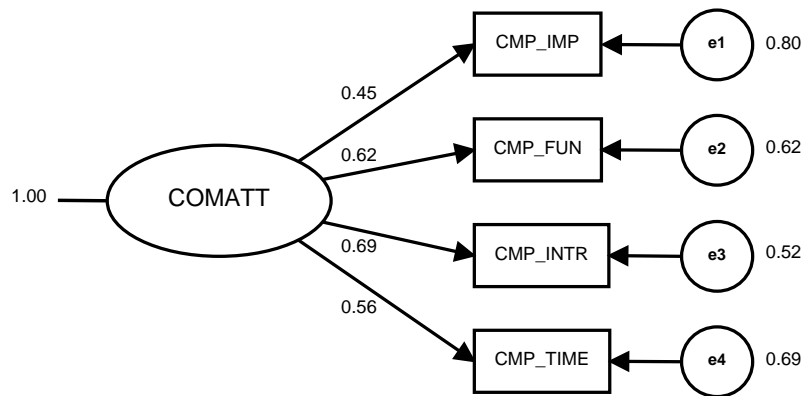 CMP_IMP
e1
0.80
0.45
CMP_FUN
e2
0.62
0.62
1.00
COMATT
0.69
CMP_INTR
e3
0.52
0.56
CMP_TIME
e4
0.69